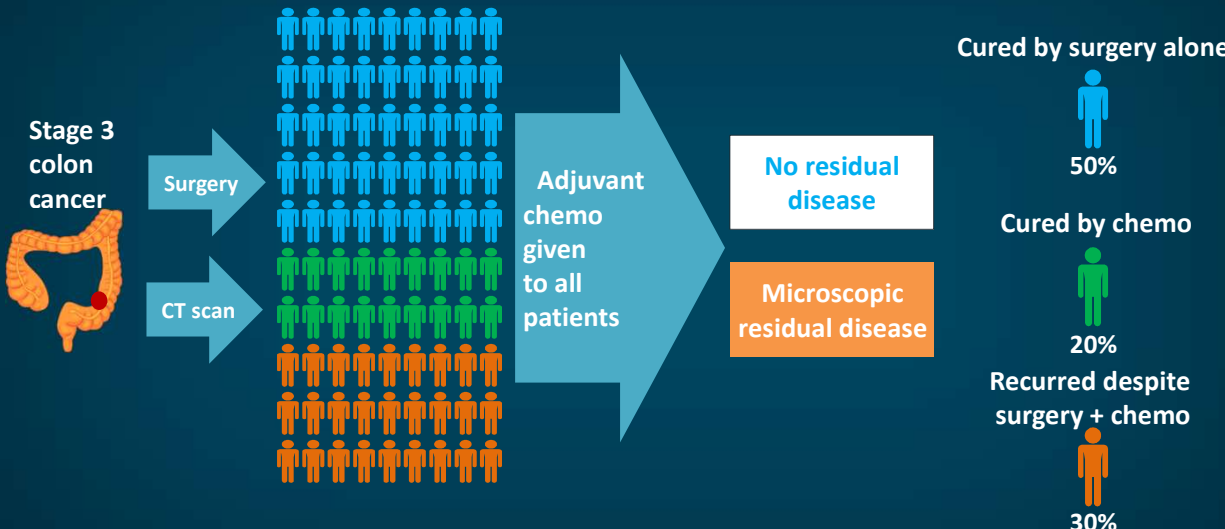 Stage 3
colon
cancer
Surgery
CT scan
Adjuvant
chemo
given
to all
patients
No residual
disease
Microscopic
residual disease
Cured by surgery alone
50%
Cured by chemo
20%
Recurred despite
surgery + chemo
30%